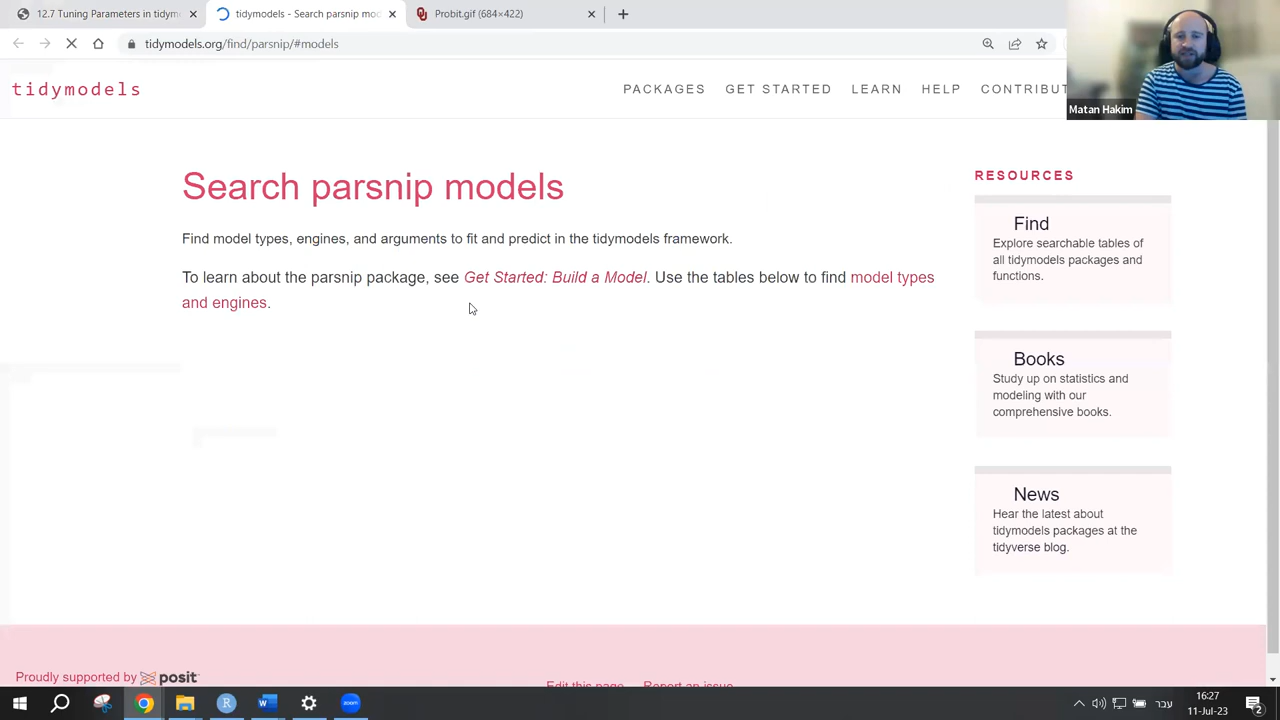 12.7 Tuning Parameters in tidym
tidymodels - Search parsnip mode
Probit.gif (684×422)
tidymodels.org/find/parsnip/#models
tidymodels
PACKAGES GET STARTED LEARN HELP CONTRIBUT
Matan Hakim
Search parsnip models
Find model types, engines, and arguments to fit and predict in the tidymodels framework.
To learn about the parsnip package, see Get Started: Build a Model. Use the tables below to find model types
and engines.
RESOURCES
Find
Explore searchable tables of
all tidymodels packages and
functions.
Books
Study up on statistics and
modeling with our
comprehensive books.
News
Hear the latest about
tidymodels packages at the
tidyverse blog.
Proudly supported by posit
Edit this page Report an issue
zoom
עבר
16:27
11-Jul-23
2